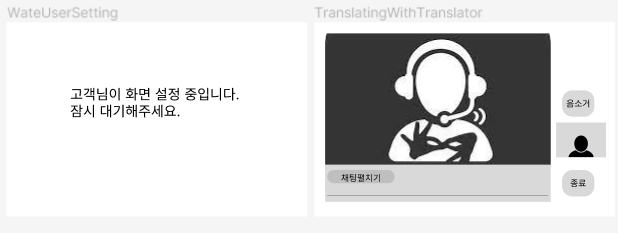 WateUserSetting
TranslatingWithTranslator
고객님이 화면 설정 중입니다.
잠시 대기해주세요.
음소거
채팅펼치기
종료